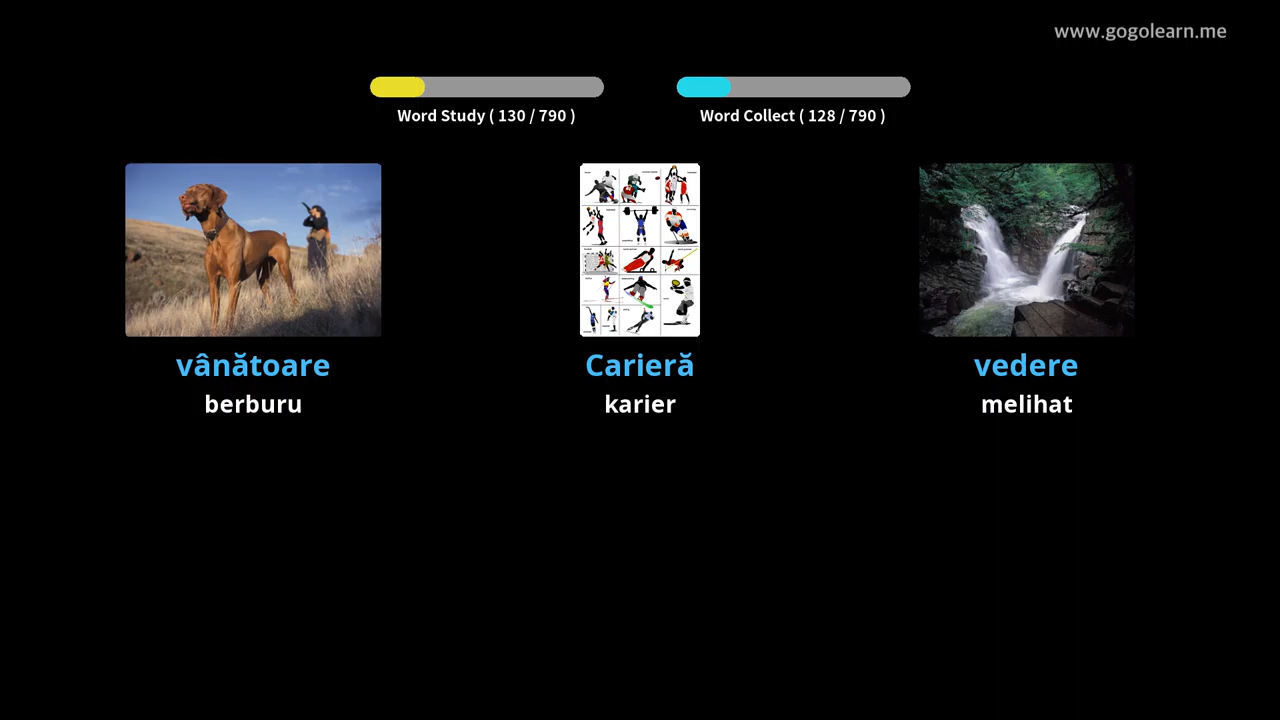 www.gogolearn.me
Word Study ( 130 / 790 )
Word Collect ( 128 / 790 )
vânătoare
Carieră
vedere
berburu
karier
melihat